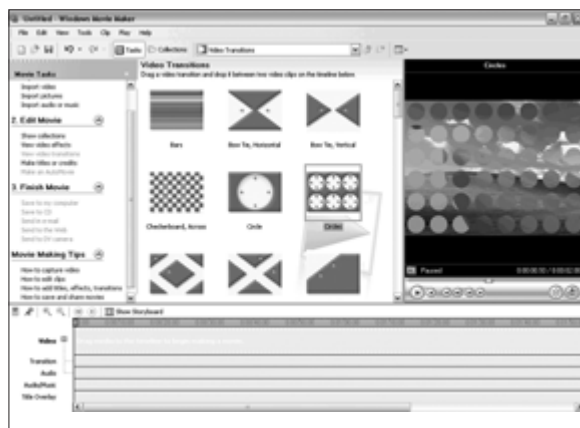 Untitled - Windows Movie Maker
File Edit View Tools Clip Play Help
Tasks Collections Video Transitions
Movie Tasks
Import video
Import pictures
Import audio or music
2. Edit Movie
Show collections
View video effects
View video transitions
Make titles or credits
Make an AutoMovie
3. Finish Movie
Save to my computer
Save to CD
Send in e-mail
Send to the Web
Send to DV camera
Movie Making Tips
How to capture video
How to edit clips
How to add titles, effects, transitions
How to save and share movies
Video Transitions
Drag a video transition and drop it between two video clips on the timeline below
Bars
Bow Tie, Horizontal
Bow Tie, Vertical
Checkerboard, Across
Circle
Circles
Circles
Paused
Show Storyboard
Video
Transition
Audio
Audio/Music
Title Overlay